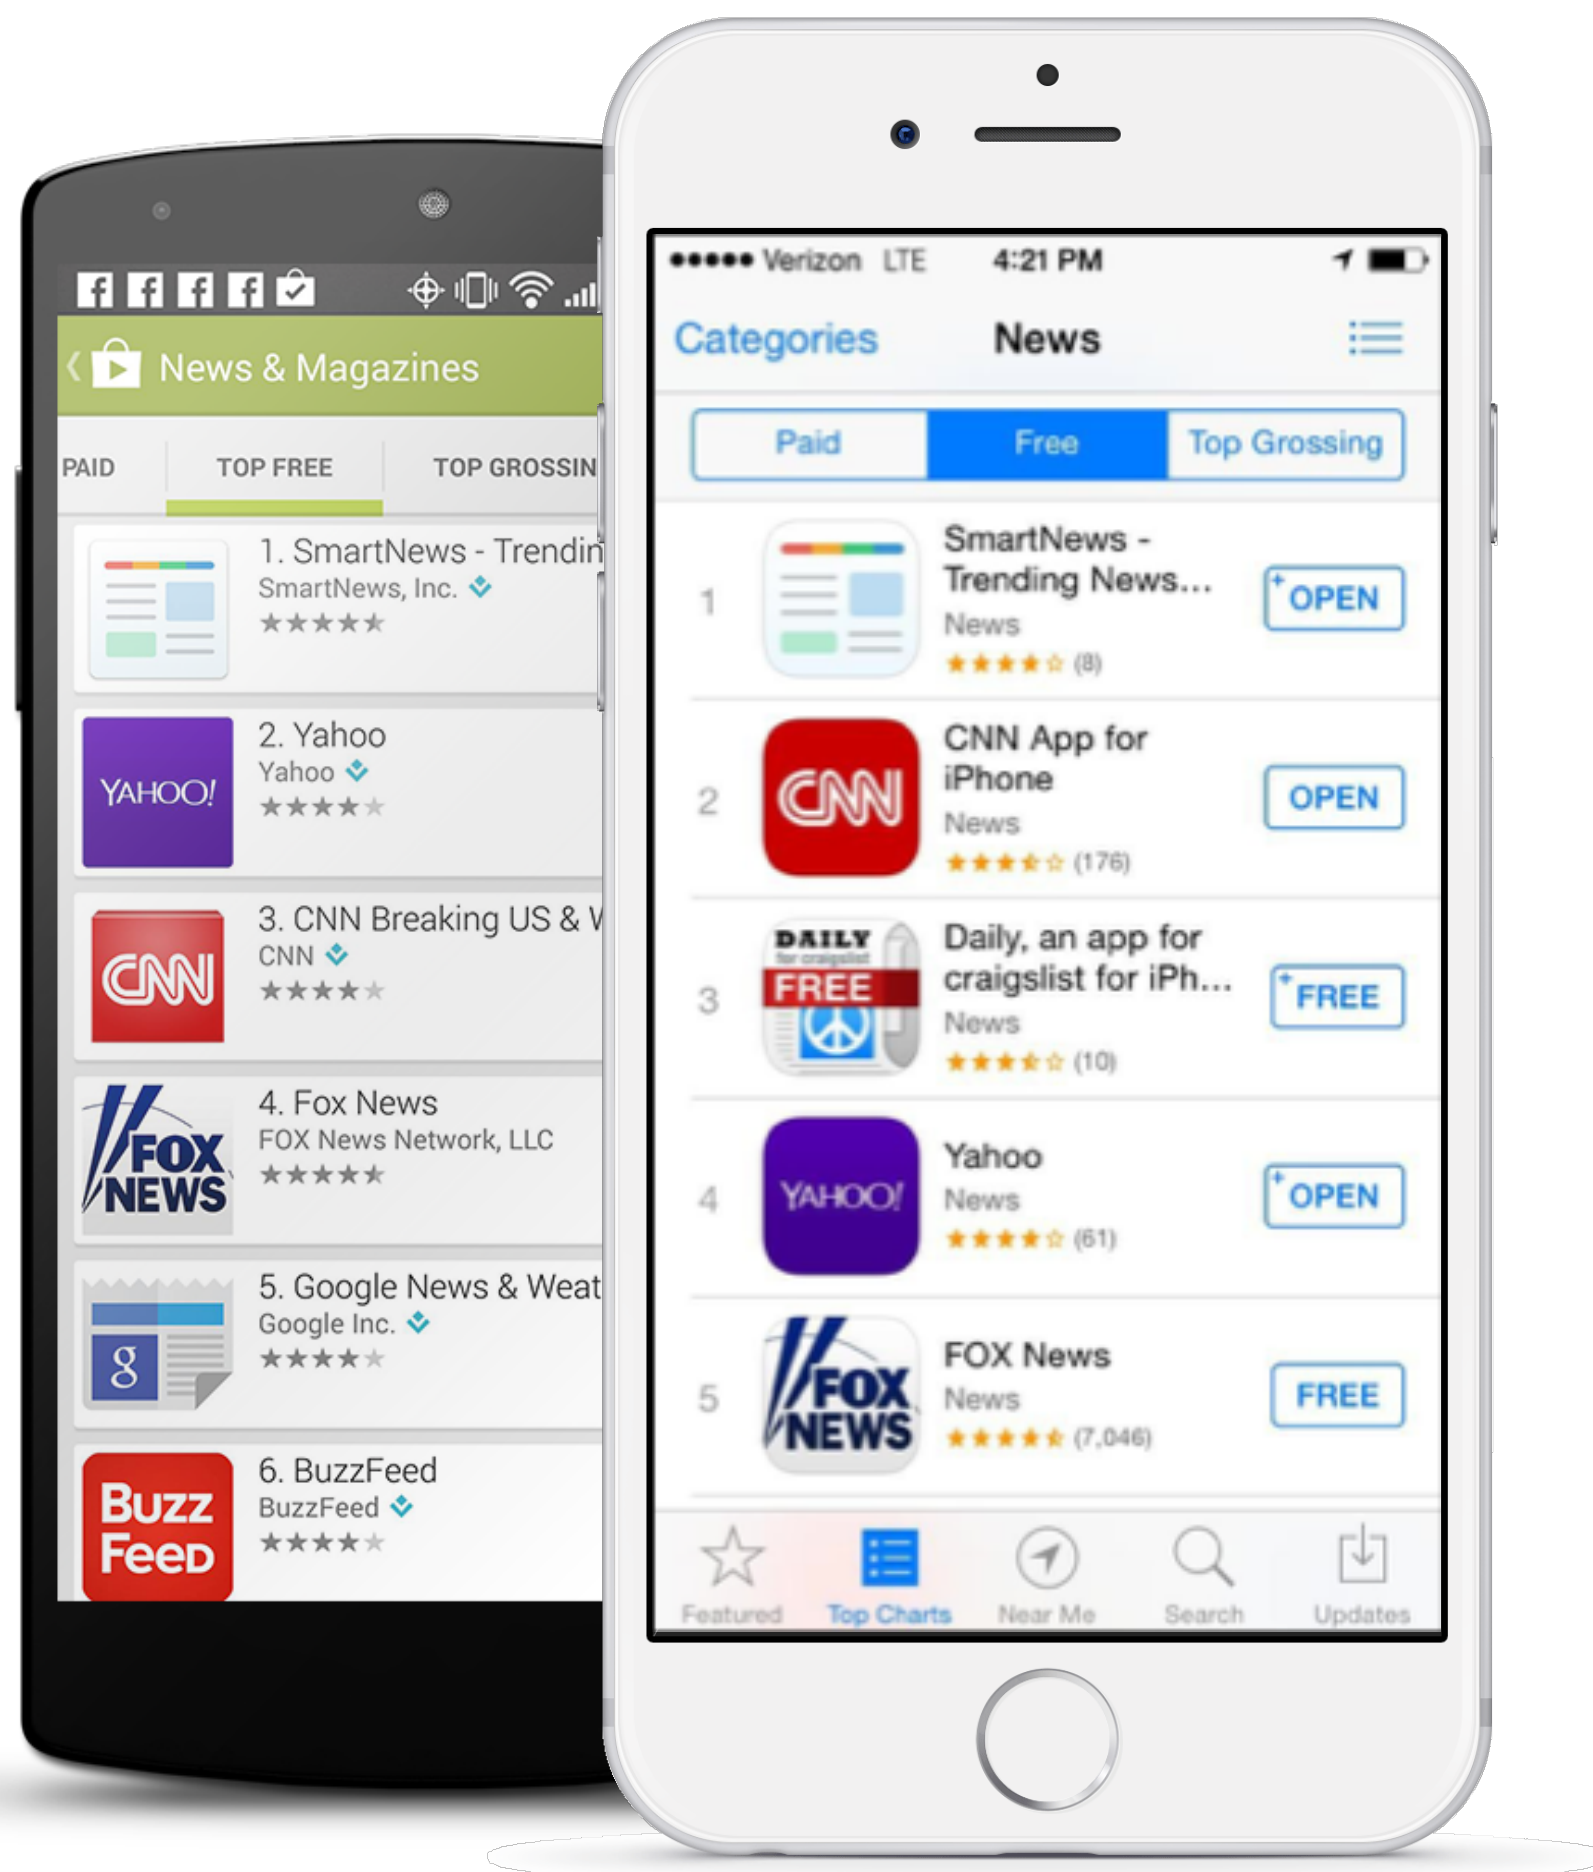 News & Magazines
PAID TOP FREE TOP GROSSIN
1. SmartNews - Trendin
SmartNews, Inc.
YAHOO!
2. Yahoo
Yahoo
CNN
3. CNN Breaking US & W
CNN
FOX
NEWS
4. Fox News
FOX News Network, LLC
g
5. Google News & Weat
Google Inc.
BUZZ
FEED
6. BuzzFeed
BuzzFeed
Verizon LTE 4:21 PM
Categories News
Paid Free Top Grossing
1
SmartNews -
Trending News...
News
(8)
+ OPEN
2
CNN
CNN App for
iPhone
News
(176)
OPEN
3
DAILY
for craigslist
FREE
Daily, an app for
craigslist for iPh...
News
(10)
+ FREE
4
YAHOO!
Yahoo
News
(61)
+ OPEN
5
FOX
NEWS
FOX News
News
(7,046)
FREE
Featured Top Charts Near Me Search Updates